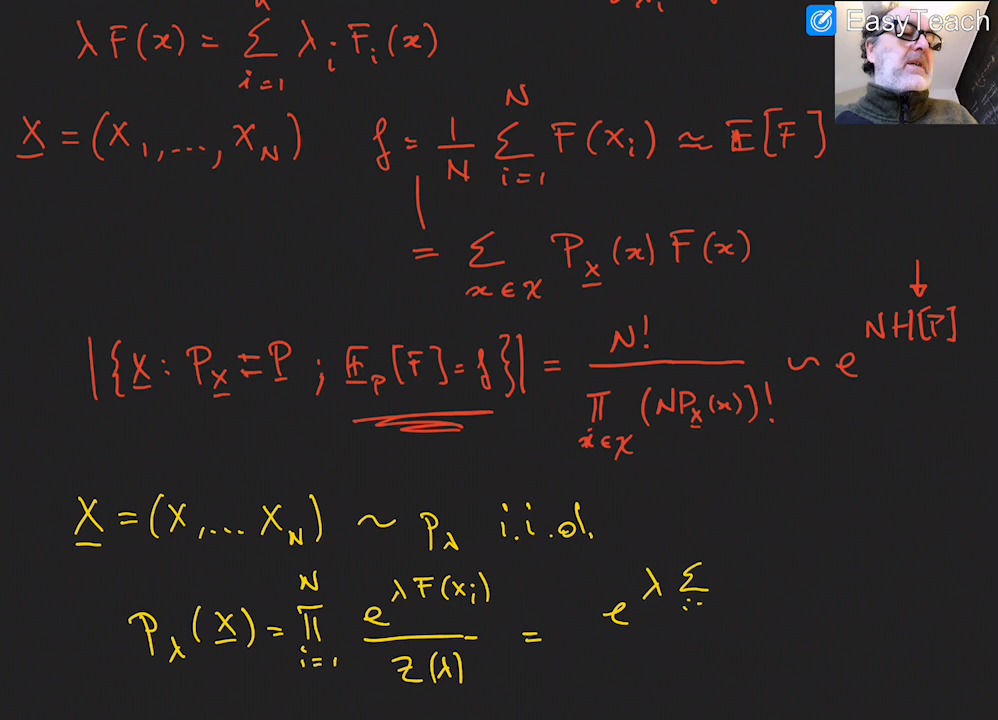 EasyTeach
λ F(x) = Σ_{i=1}^{n} λ_i F_i(x)
X = (X_1, ..., X_N)   f = 1/N Σ_{i=1}^{N} F(x_i) ≈ E[F]
= Σ_{x∈χ} P_X(x) F(x)
|{X : P_X = P ; E_P[F] = f}| = N! / Π_{x∈χ} (NP_X(x))! ~ e^{NH[P]}
X = (X, ... X_N) ~ P_λ i.i.d.
P_λ(X) = Π_{i=1}^{N} e^{λF(x_i)} / Z(λ) = e^{λ Σ}